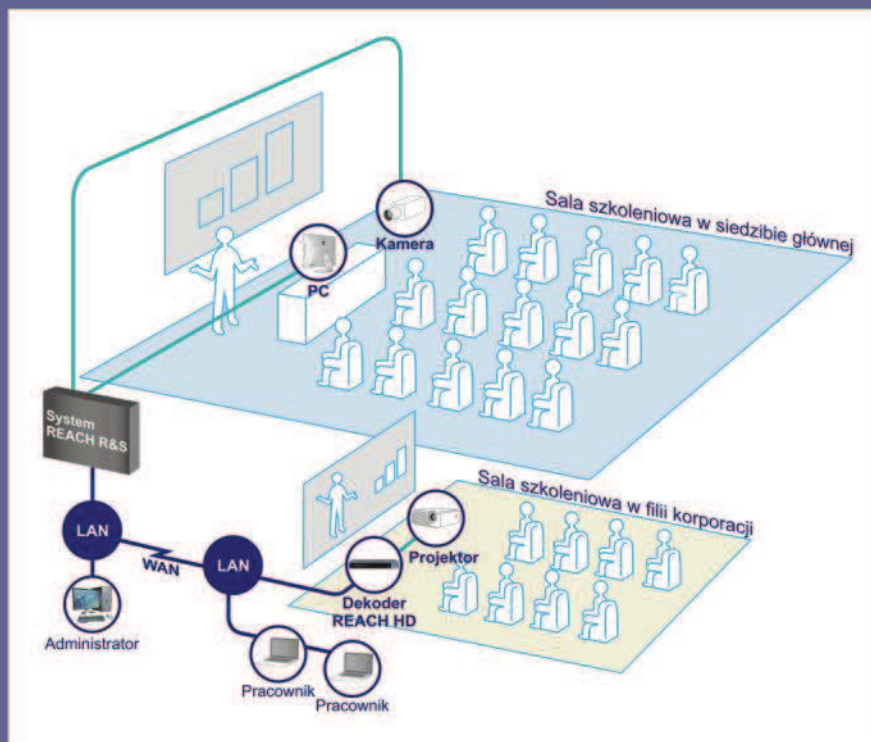 Sala szkoleniowa w siedzibie głównej
Kamera
PC
System
REACH R&S
Sala szkoleniowa w filii korporacji
Projektor
LAN
WAN
LAN
Dekoder
REACH HD
Administrator
Pracownik
Pracownik